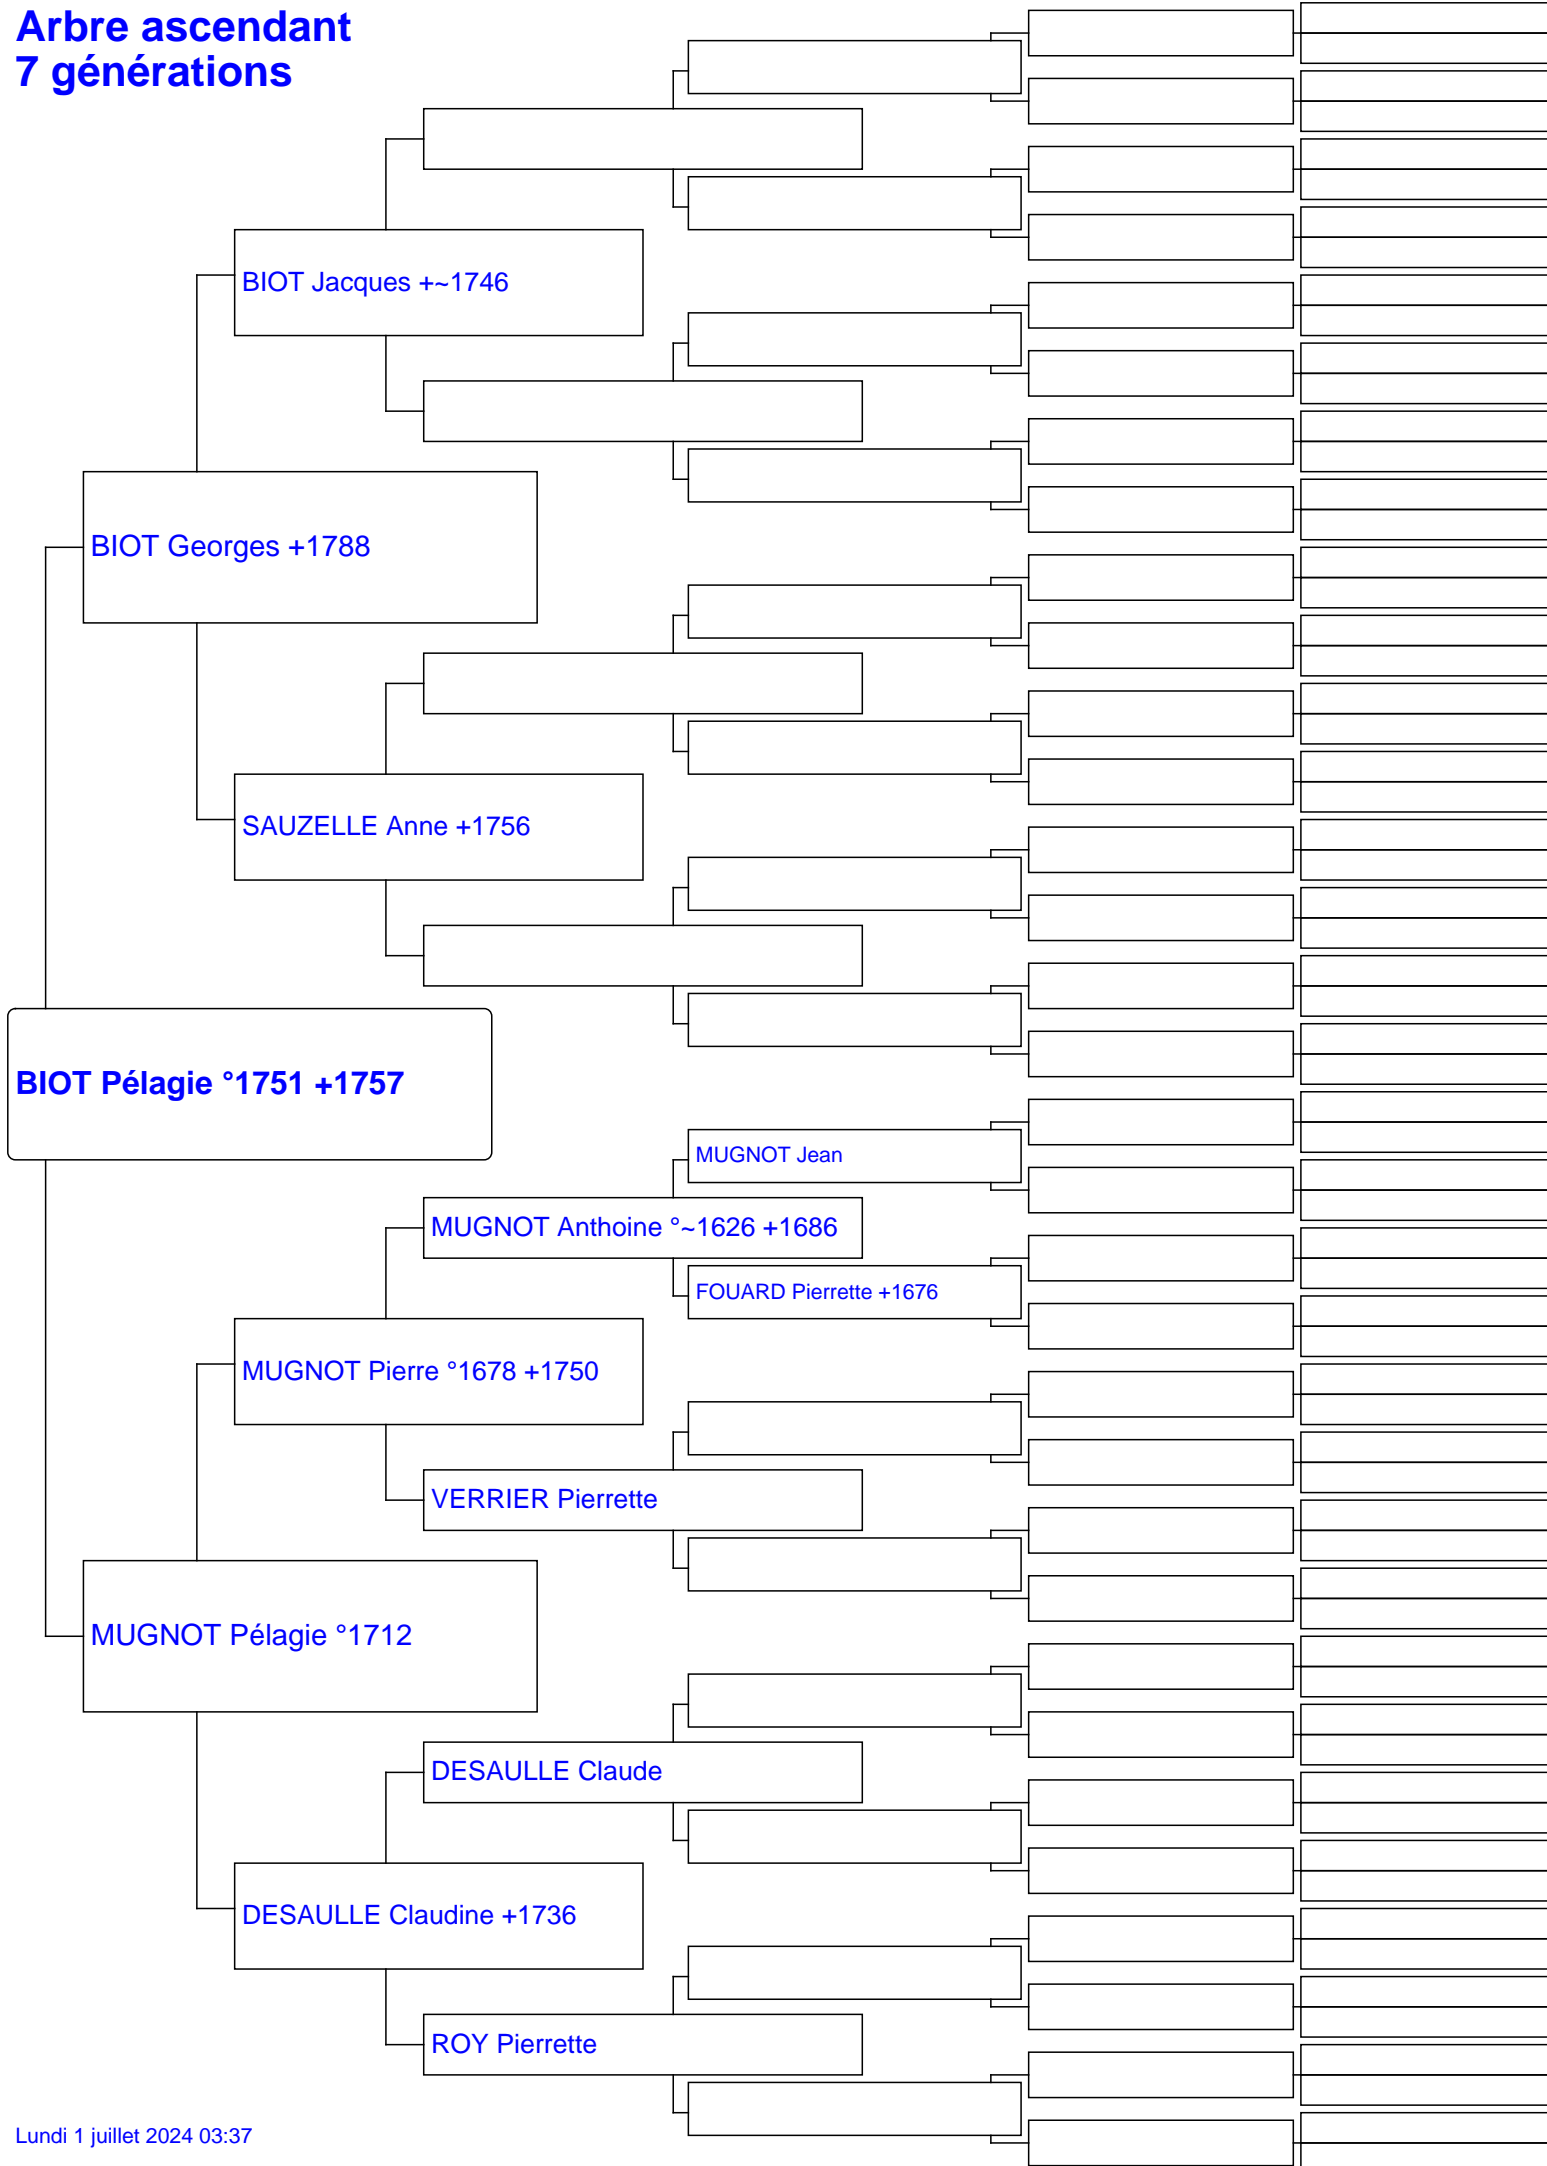 Arbre ascendant
7 générations
BIOT Jacques +~1746
BIOT Georges +1788
SAUZELLE Anne +1756
BIOT Pélagie °1751 +1757
MUGNOT Jean
MUGNOT Anthoine °~1626 +1686
FOUARD Pierrette +1676
MUGNOT Pierre °1678 +1750
VERRIER Pierrette
MUGNOT Pélagie °1712
DESAULLE Claude
DESAULLE Claudine +1736
ROY Pierrette
Lundi 1 juillet 2024 03:37